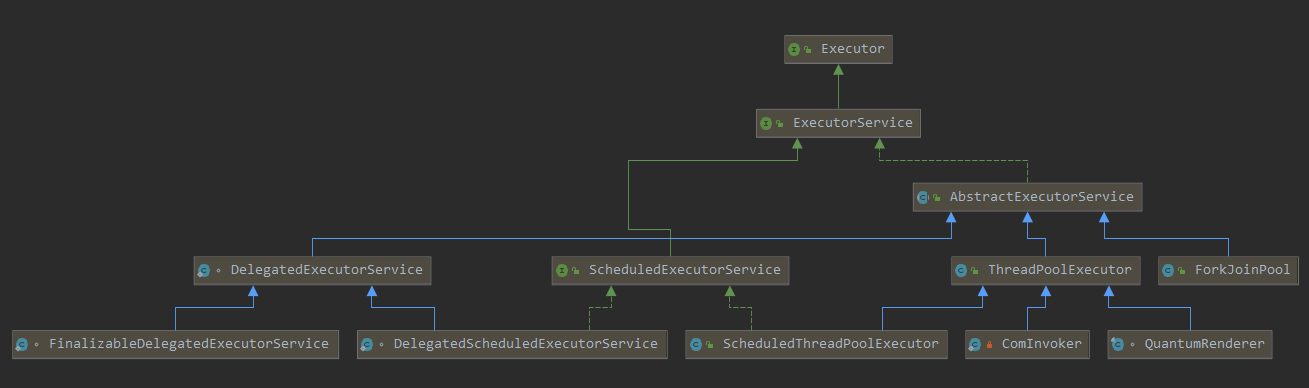 Executor
ExecutorService
AbstractExecutorService
DelegatedExecutorService
ScheduledExecutorService
ThreadPoolExecutor
ForkJoinPool
FinalizableDelegatedExecutorService
DelegatedScheduledExecutorService
ScheduledThreadPoolExecutor
ComInvoker
QuantumRenderer